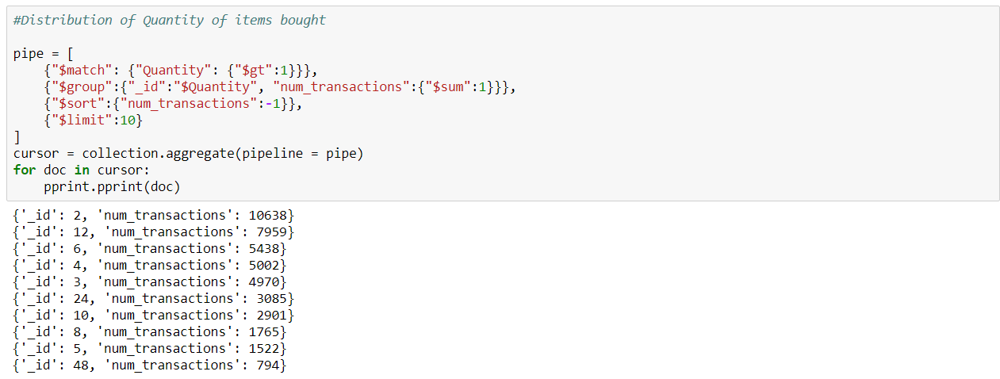 #Distribution of Quantity of items bought
pipe = [
    {"$match": {"Quantity": {"$gt":1}}},
    {"$group":{"_id":"$Quantity", "num_transactions":{"$sum":1}}},
    {"$sort":{"num_transactions":-1}},
    {"$limit":10}
]
cursor = collection.aggregate(pipeline = pipe)
for doc in cursor:
    pprint.pprint(doc)
{'_id': 2, 'num_transactions': 10638}
{'_id': 12, 'num_transactions': 7959}
{'_id': 6, 'num_transactions': 5438}
{'_id': 4, 'num_transactions': 5002}
{'_id': 3, 'num_transactions': 4970}
{'_id': 24, 'num_transactions': 3085}
{'_id': 10, 'num_transactions': 2901}
{'_id': 8, 'num_transactions': 1765}
{'_id': 5, 'num_transactions': 1522}
{'_id': 48, 'num_transactions': 794}